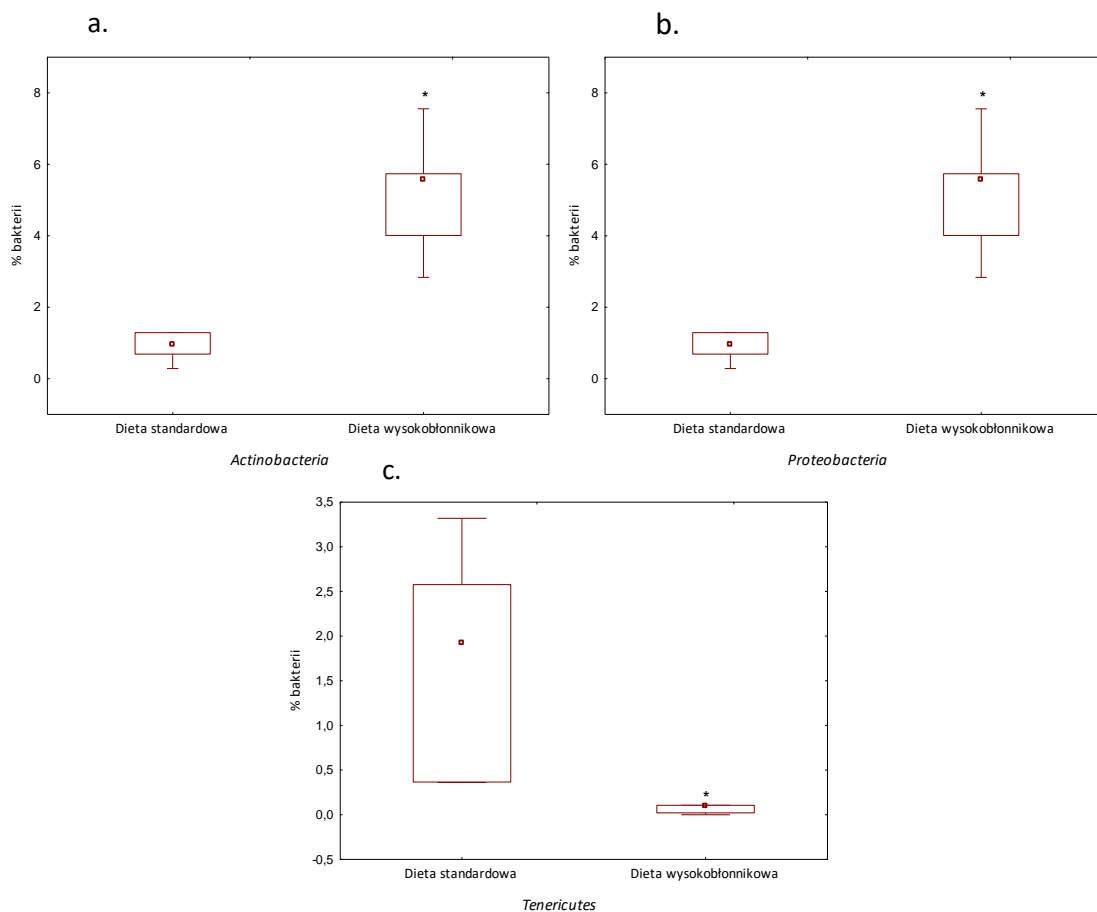 a.
8
6
4
2
0
% bakterii
*
Dieta standardowa Dieta wysokobłonnikowa
Actinobacteria
b.
8
6
4
2
0
% bakterii
*
Dieta standardowa Dieta wysokobłonnikowa
Proteobacteria
c.
3,5
3,0
2,5
2,0
1,5
1,0
0,5
0,0
-0,5
% bakterii
*
Dieta standardowa Dieta wysokobłonnikowa
Tenericutes